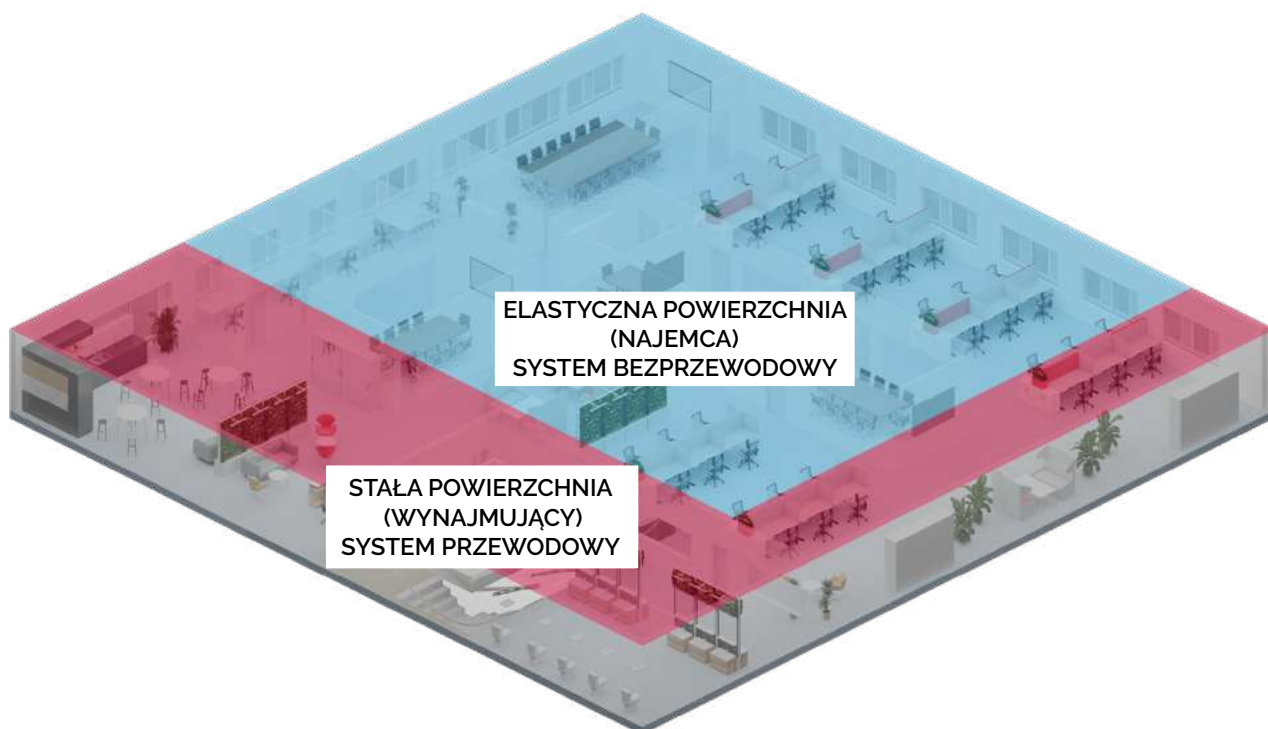 ELASTYCZNA POWIERZCHNIA
(NAJEMCA)
SYSTEM BEZPRZEWODOWY
STAŁA POWIERZCHNIA
(WYNAJMUJĄCY)
SYSTEM PRZEWODOWY